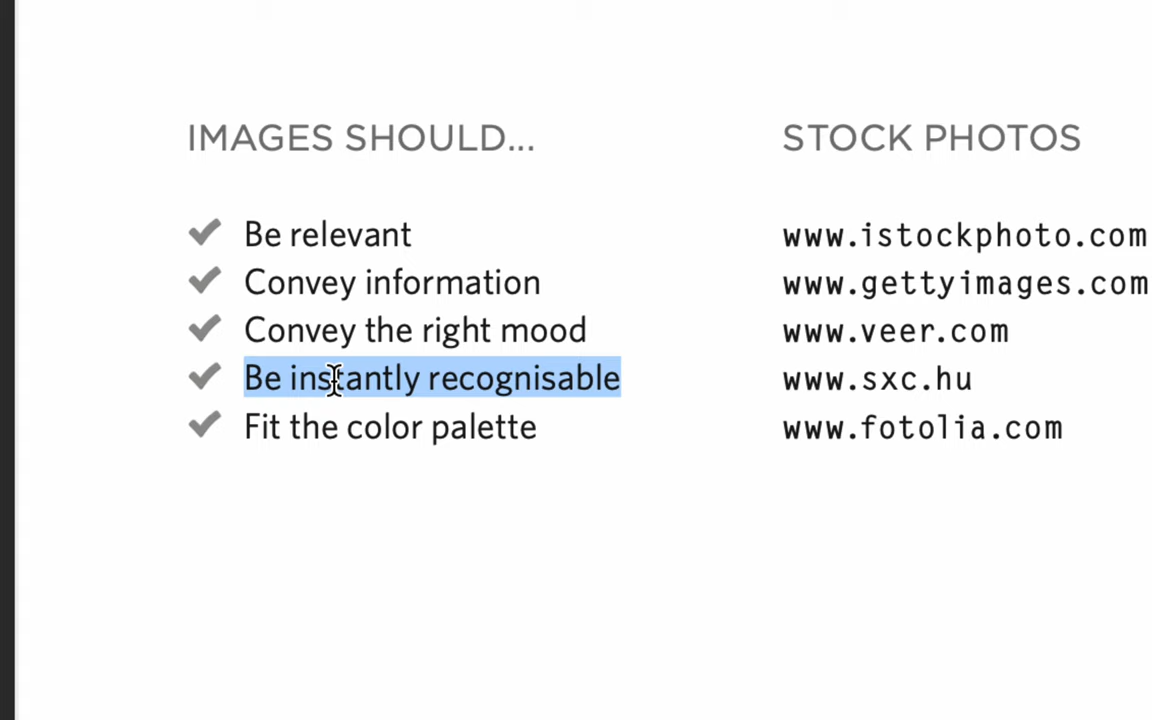 IMAGES SHOULD...
Be relevant
Convey information
Convey the right mood
Be instantly recognisable
Fit the color palette
STOCK PHOTOS
www.istockphoto.com
www.gettyimages.com
www.veer.com
www.sxc.hu
www.fotolia.com